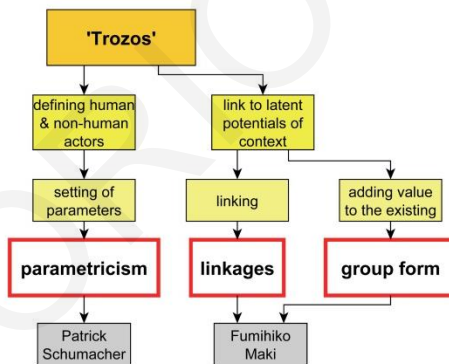 'Trozos'
defining human
& non-human
actors
link to latent
potentials of
context
setting of
parameters
linking
adding value
to the existing
parametricism
linkages
group form
Patrick
Schumacher
Fumihiko
Maki